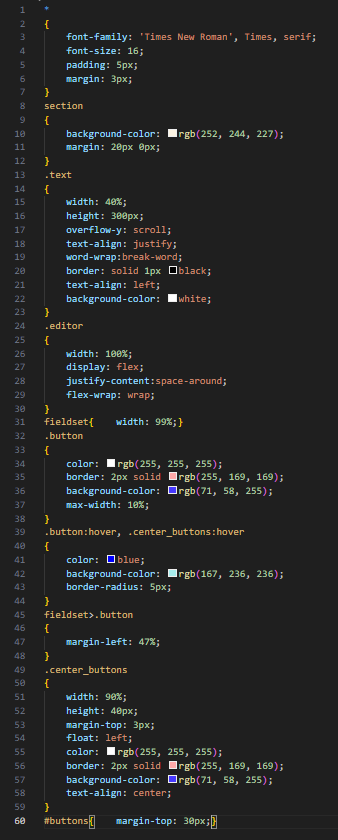 1 *
2 {
3 font-family: 'Times New Roman', Times, serif;
4 font-size: 16;
5 padding: 5px;
6 margin: 3px;
7 }
8 section
9 {
10 background-color: rgb(252, 244, 227);
11 margin: 20px 0px;
12 }
13 .text
14 {
15 width: 40%;
16 height: 300px;
17 overflow-y: scroll;
18 text-align: justify;
19 word-wrap:break-word;
20 border: solid 1px black;
21 text-align: left;
22 background-color: white;
23 }
24 .editor
25 {
26 width: 100%;
27 display: flex;
28 justify-content:space-around;
29 flex-wrap: wrap;
30 }
31 fieldset{    width: 99%;}
32 .button
33 {
34 color: rgb(255, 255, 255);
35 border: 2px solid rgb(255, 169, 169);
36 background-color: rgb(71, 58, 255);
37 max-width: 10%;
38 }
39 .button:hover, .center_buttons:hover
40 {
41 color: blue;
42 background-color: rgb(167, 236, 236);
43 border-radius: 5px;
44 }
45 fieldset>.button
46 {
47 margin-left: 47%;
48 }
49 .center_buttons
50 {
51 width: 90%;
52 height: 40px;
53 margin-top: 3px;
54 float: left;
55 color: rgb(255, 255, 255);
56 border: 2px solid rgb(255, 169, 169);
57 background-color: rgb(71, 58, 255);
58 text-align: center;
59 }
60 #buttons{    margin-top: 30px;}